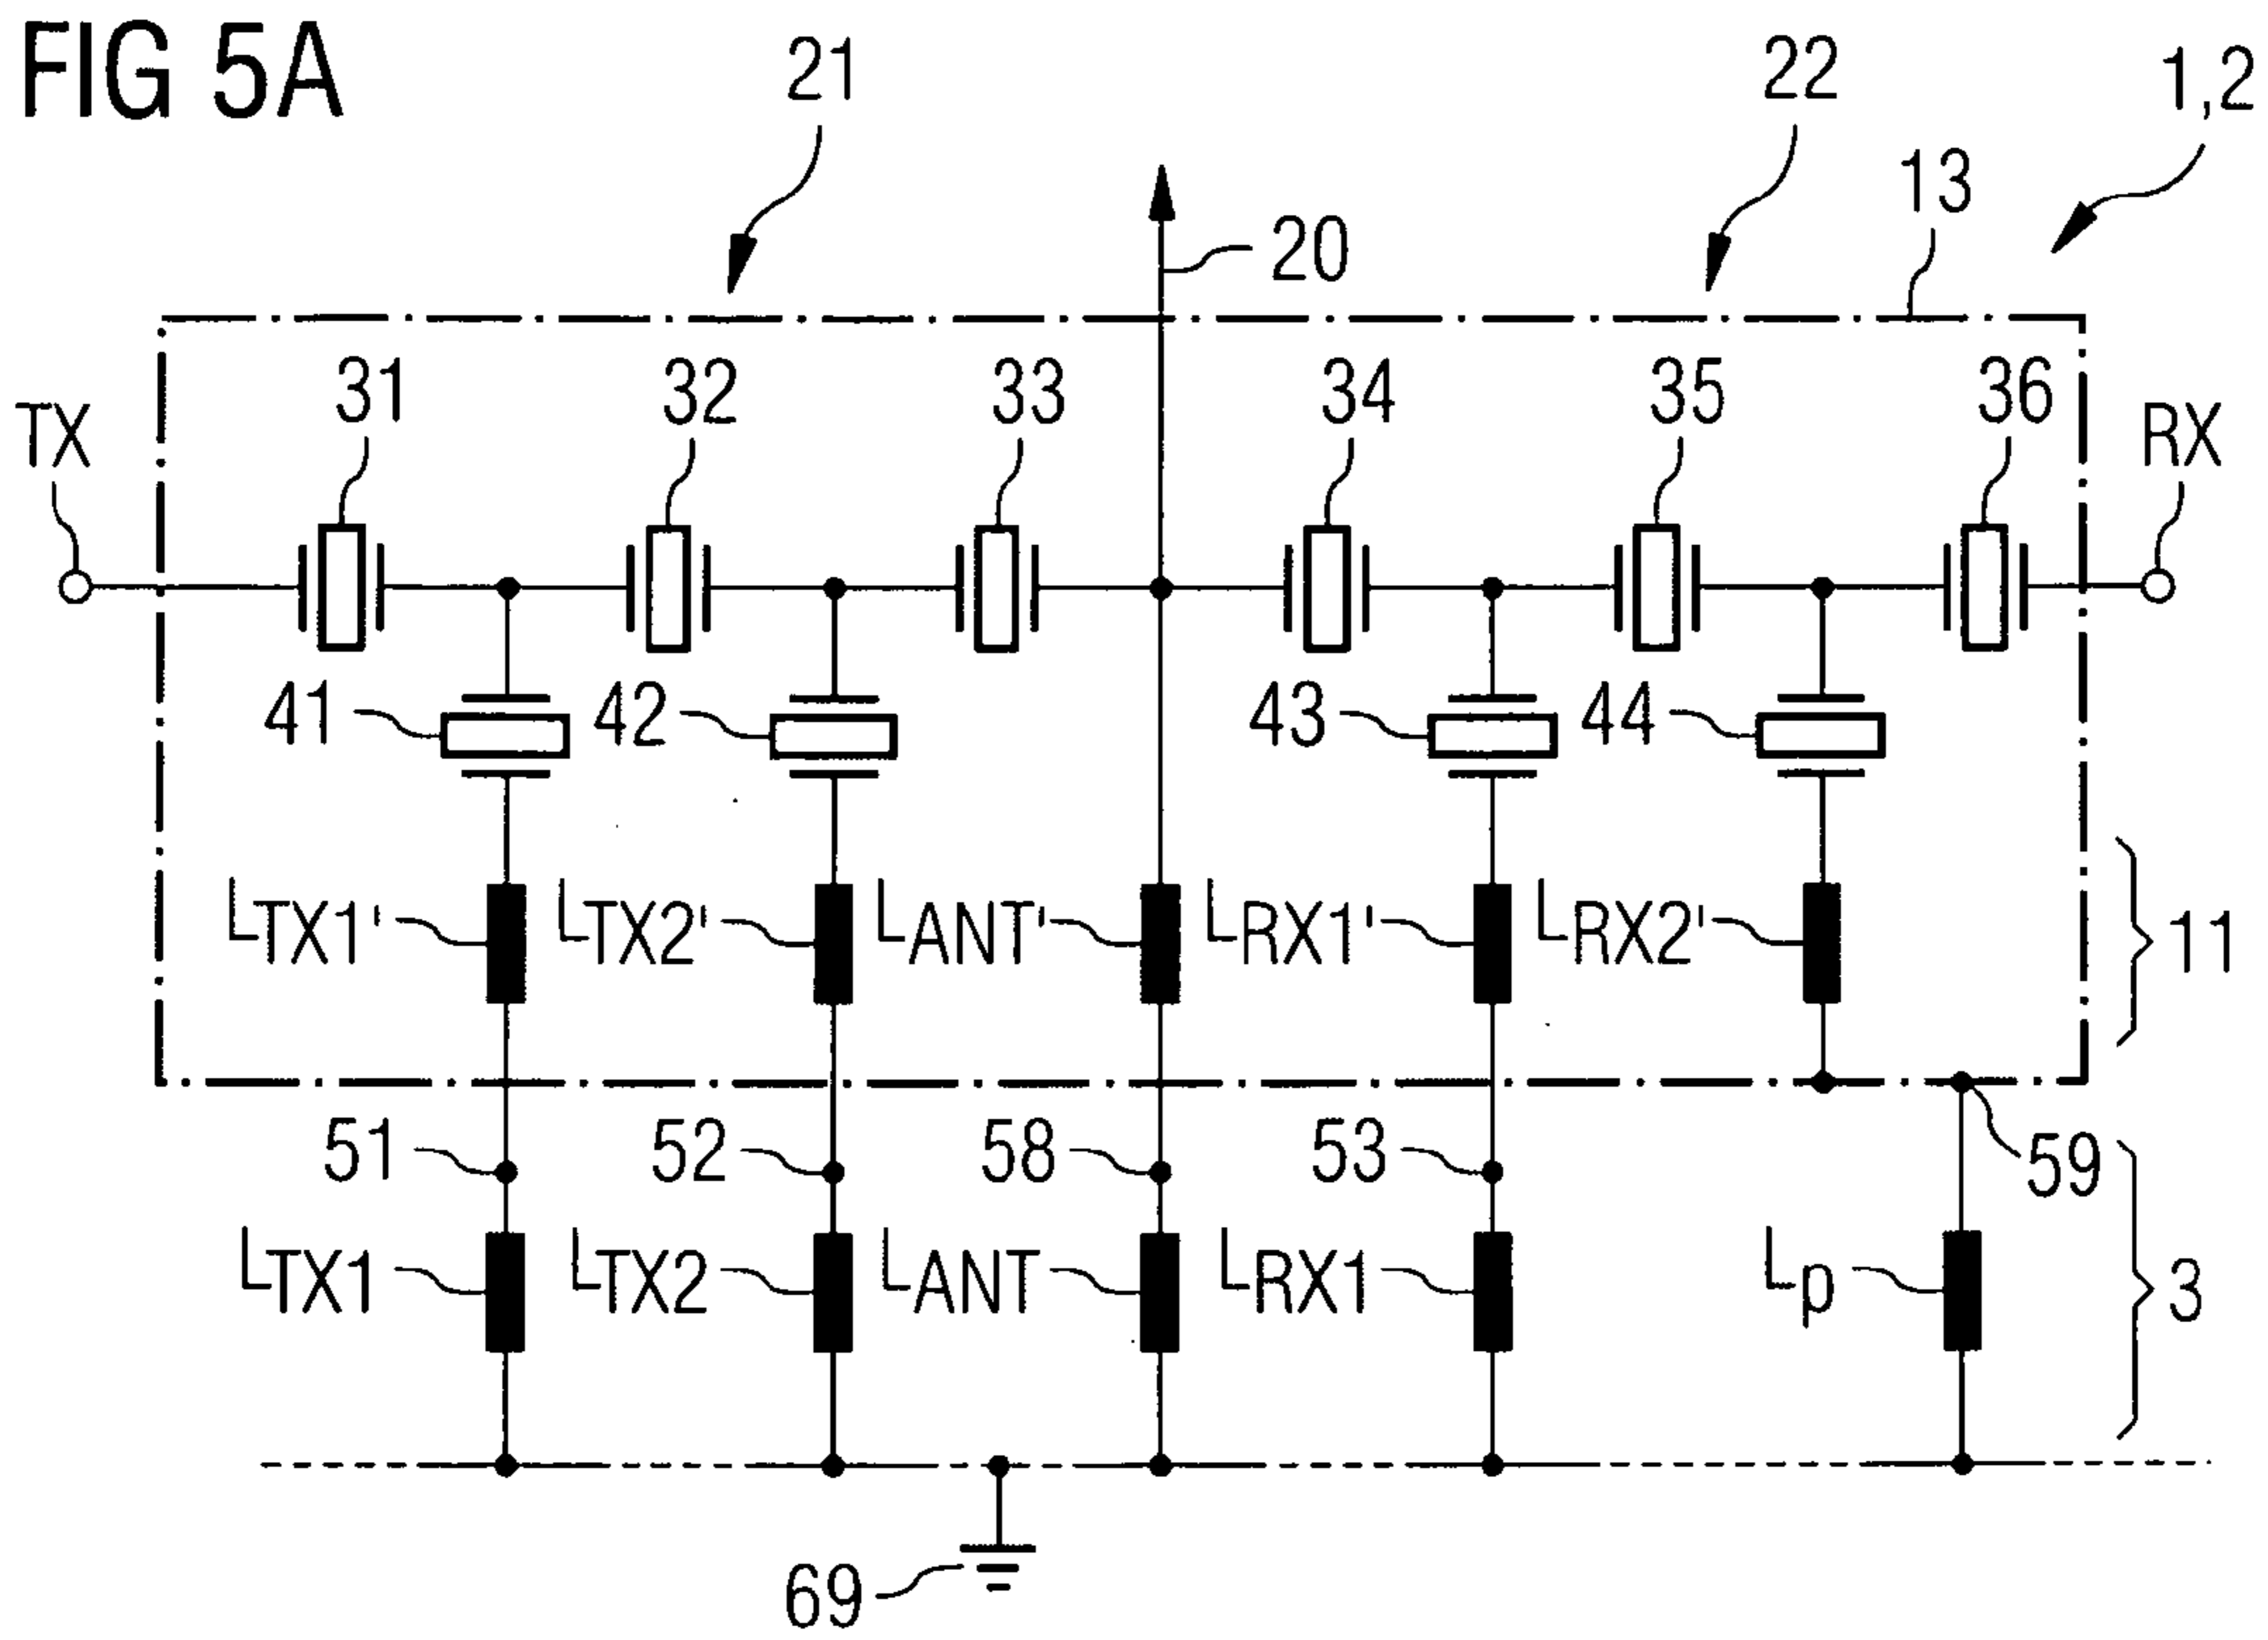 FIG 5A
21
22
1,2
13
20
31
32
33
34
35
36
TX
RX
41
42
43
44
LTX1'
LTX2'
LANT'
LRX1'
LRX2'
11
51
52
58
53
59
LTX1
LTX2
LANT
LRX1
Lp
3
69